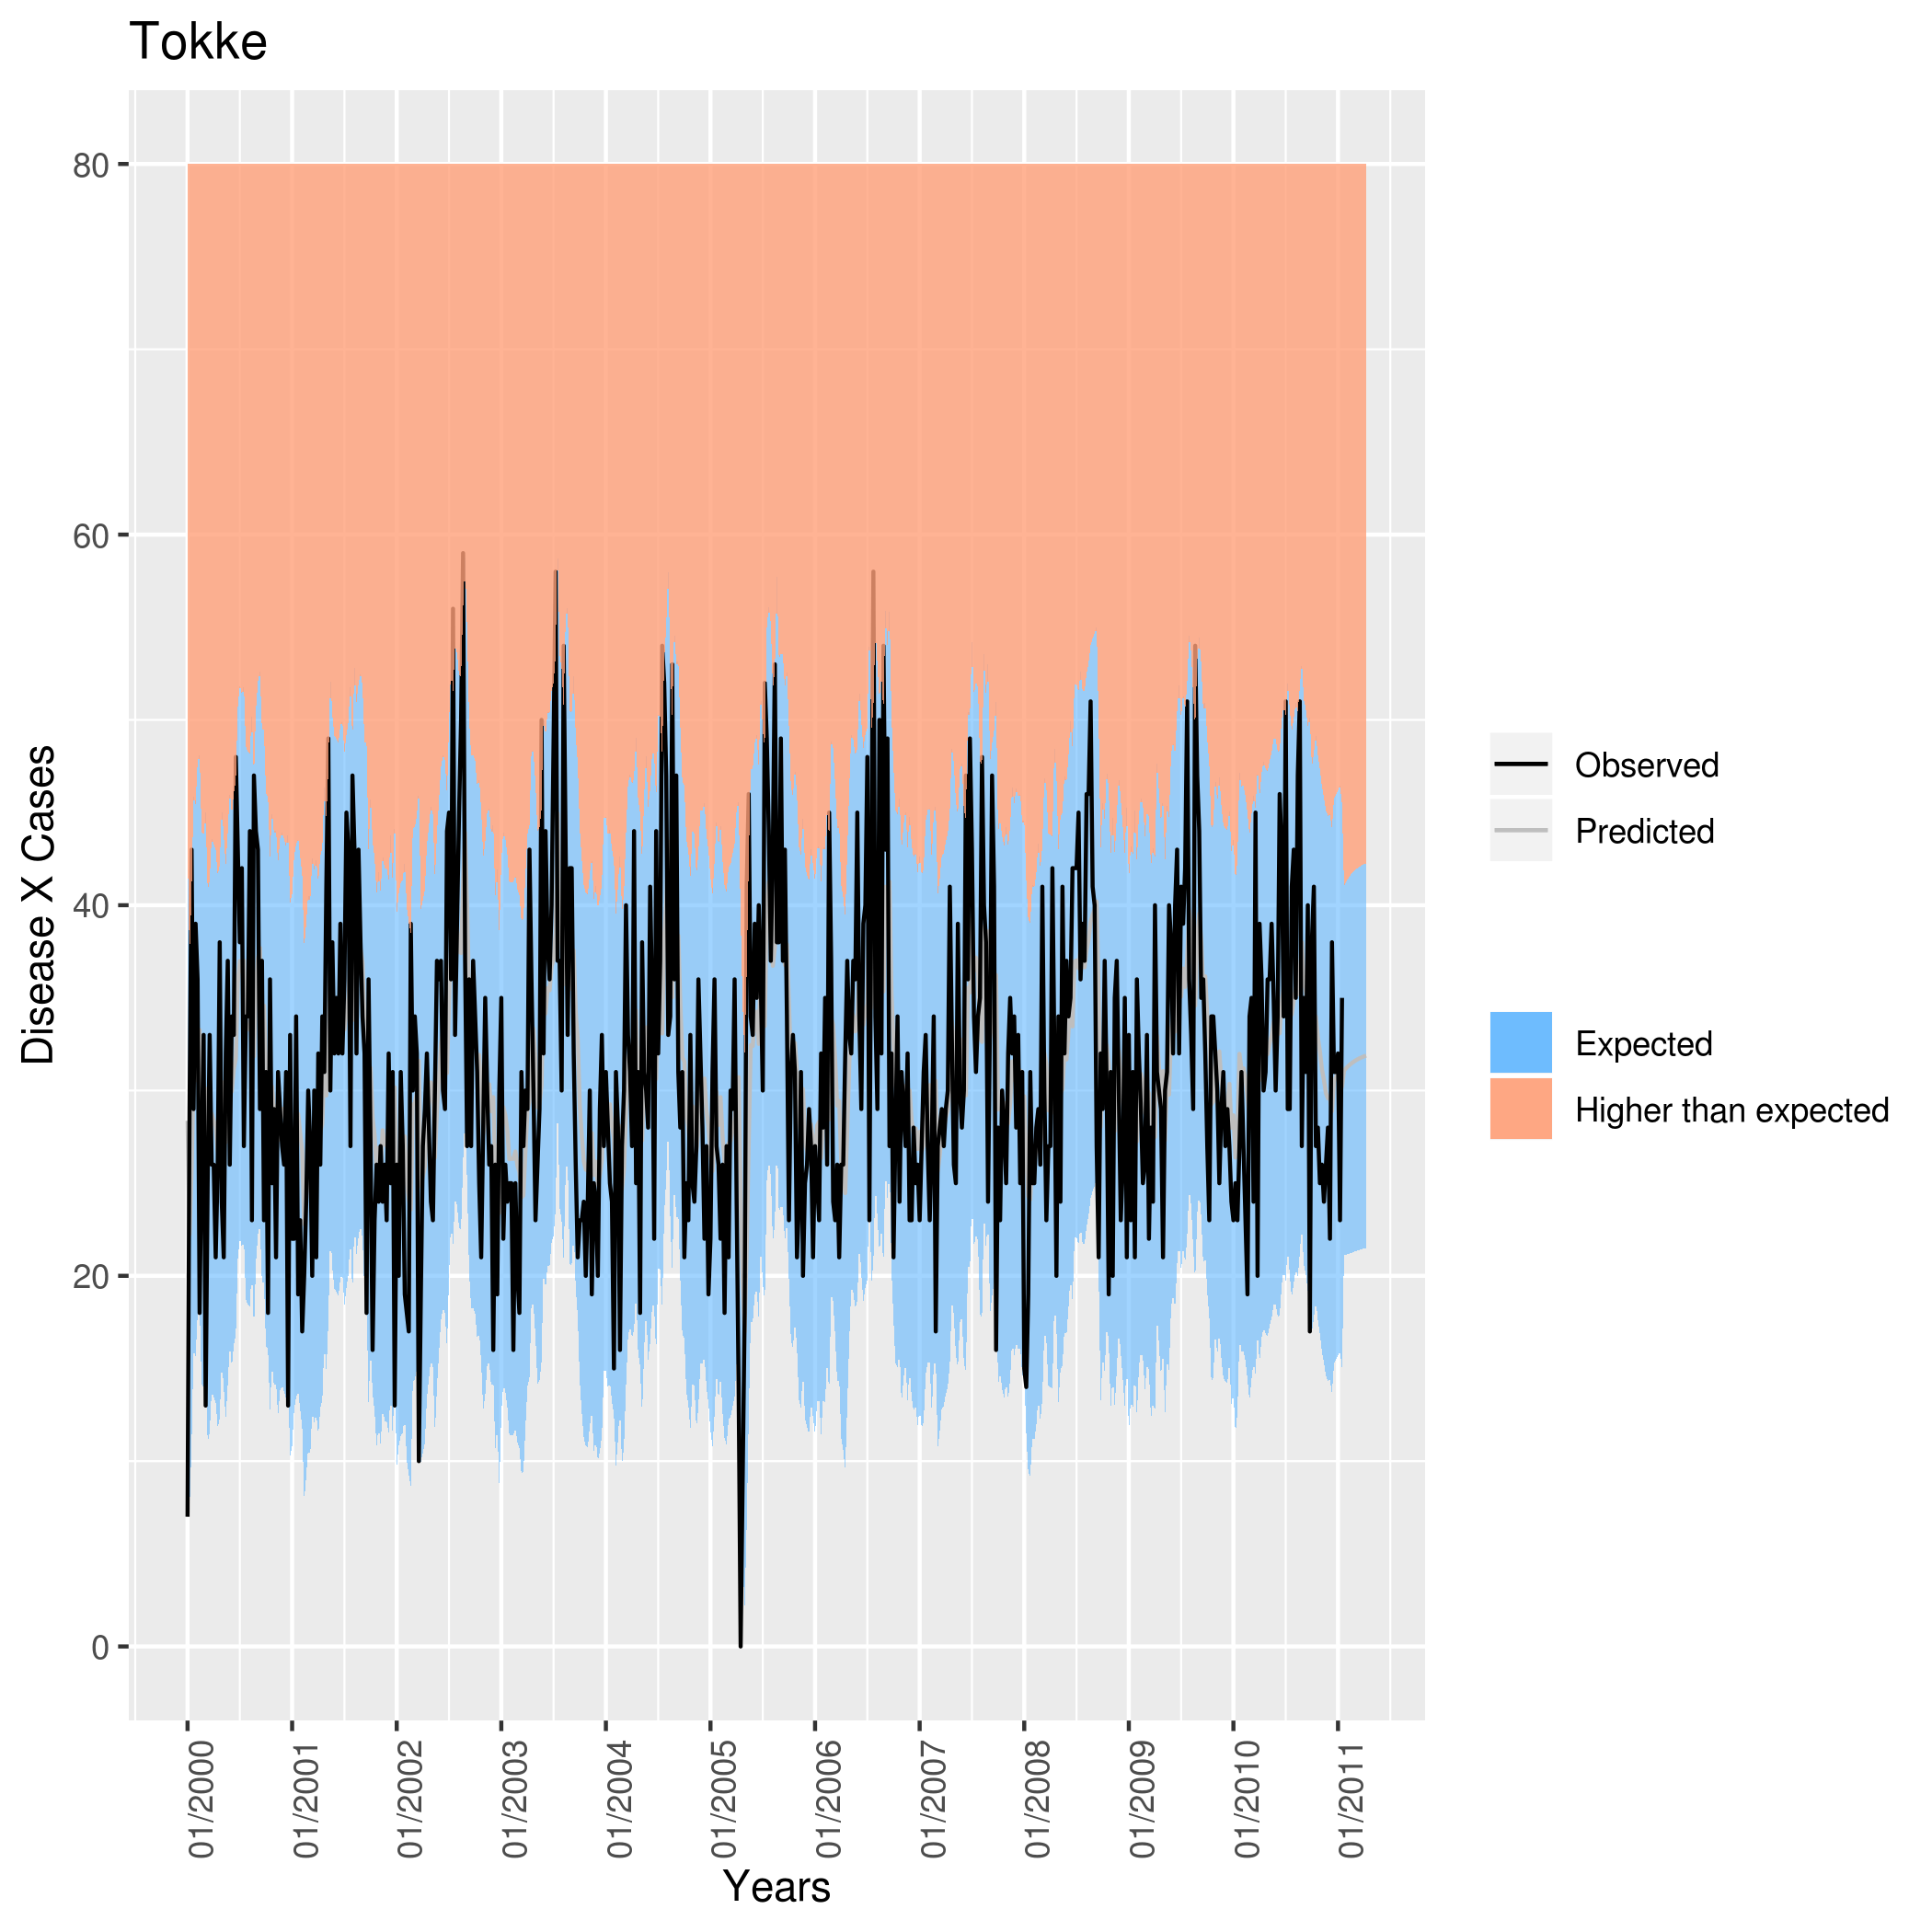 Tokke
Disease X Cases
80
60
40
20
0
01/2000
01/2001
01/2002
01/2003
01/2004
01/2005
01/2006
01/2007
01/2008
01/2009
01/2010
01/2011
Years
Observed
Predicted
Expected
Higher than expected